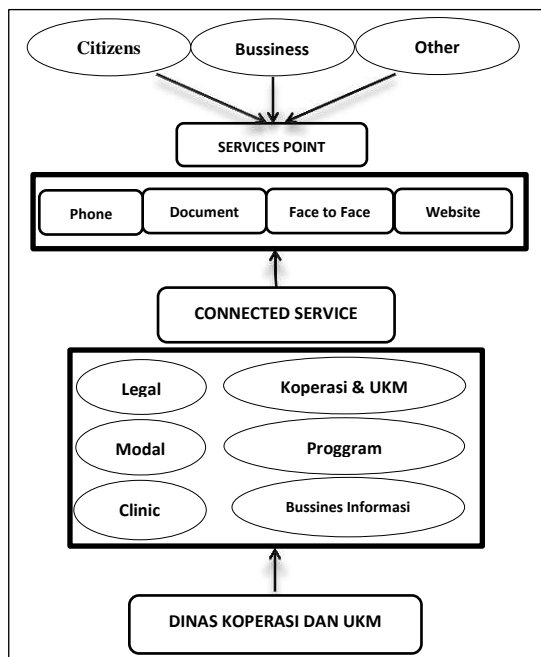 Citizens
Bussiness
Other
SERVICES POINT
Phone
Document
Face to Face
Website
CONNECTED SERVICE
Legal
Koperasi & UKM
Modal
Proggram
Clinic
Bussines Informasi
DINAS KOPERASI DAN UKM